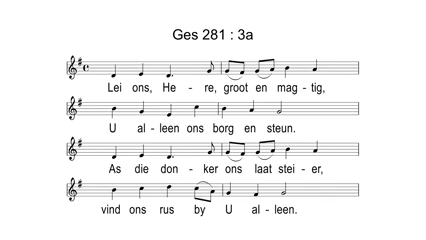 Ges 281 : 3a
Lei ons, He - re, groot en mag - tig,
U al - leen ons borg en steun.
As die don - ker ons laat stei - er,
vind ons rus by U al - leen.